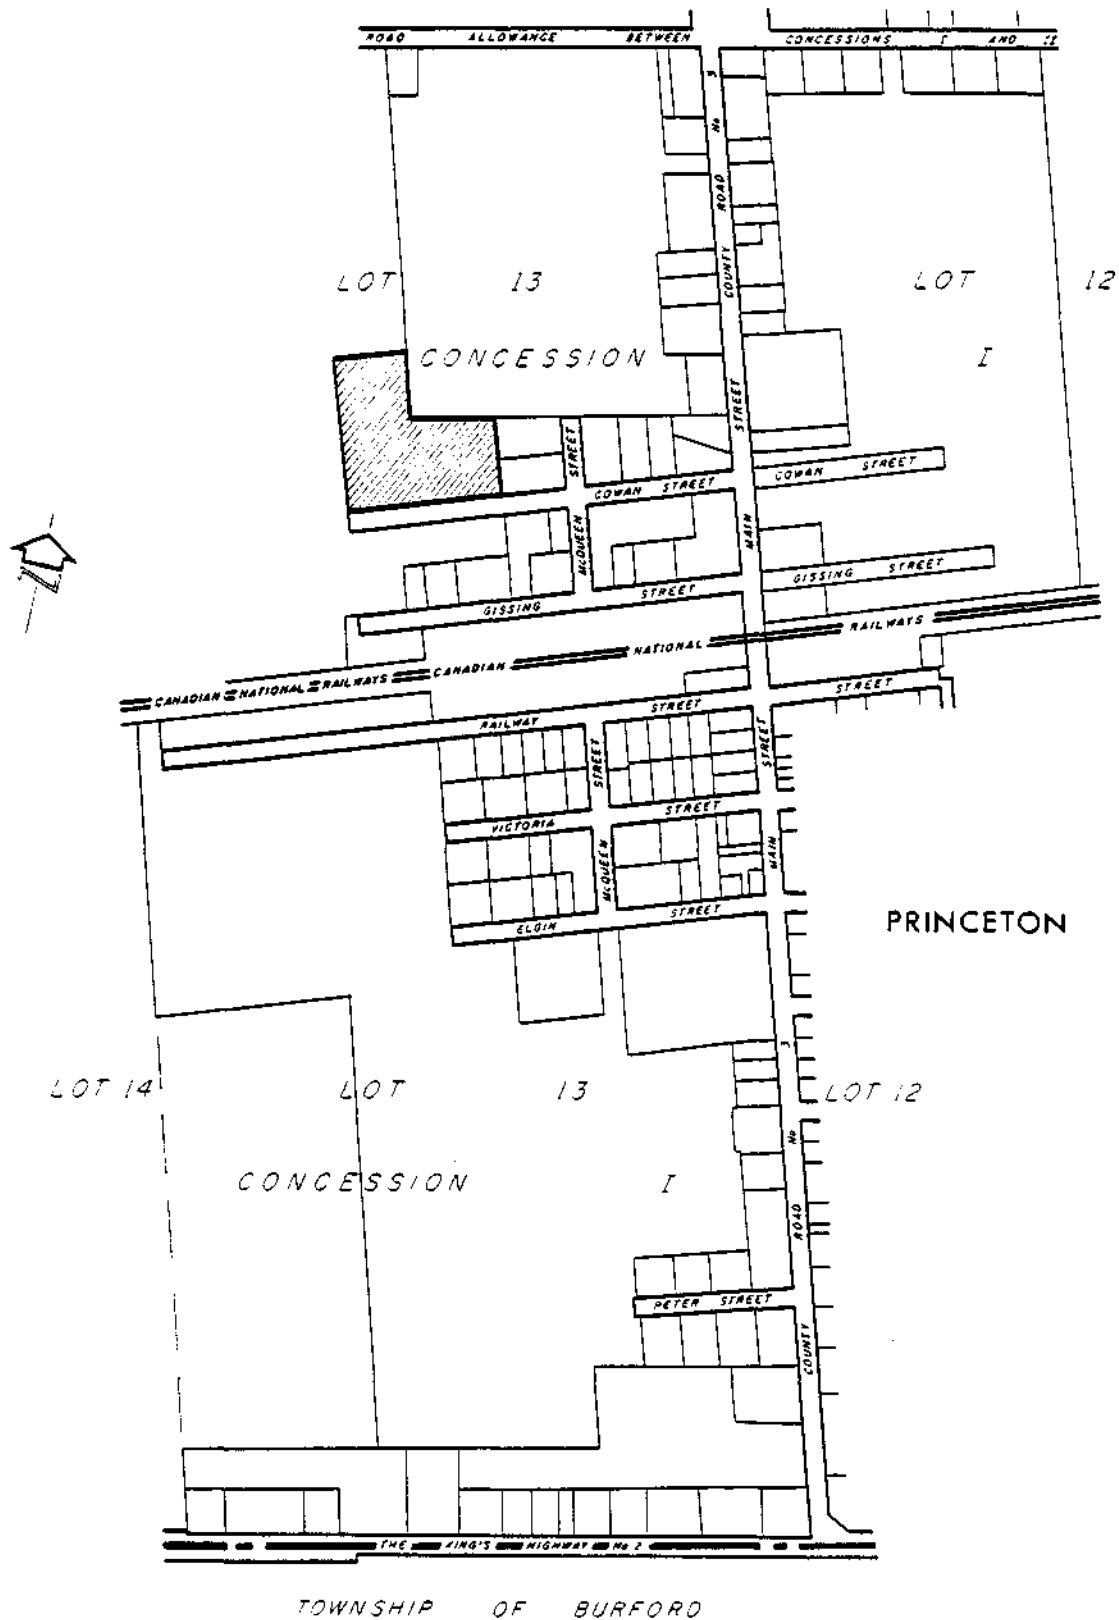 ROAD ALLOWANCE BETWEEN CONCESSIONS I AND II
COUNTY ROAD No 3
LOT 13
LOT 12
CONCESSION I
STREET
MAIN STREET
McQUEEN STREET
COWAN STREET
COWAN STREET
GISSING STREET
GISSING STREET
CANADIAN NATIONAL RAILWAYS CANADIAN NATIONAL RAILWAYS
RAILWAY STREET STREET
STREET
STREET
VICTORIA STREET
McQUEEN
MAIN
ELGIN STREET
PRINCETON
LOT 14 LOT 13 LOT 12
COUNTY ROAD No 3
CONCESSION I
PETER STREET
THE KING'S HIGHWAY No 2
TOWNSHIP OF BURFORD